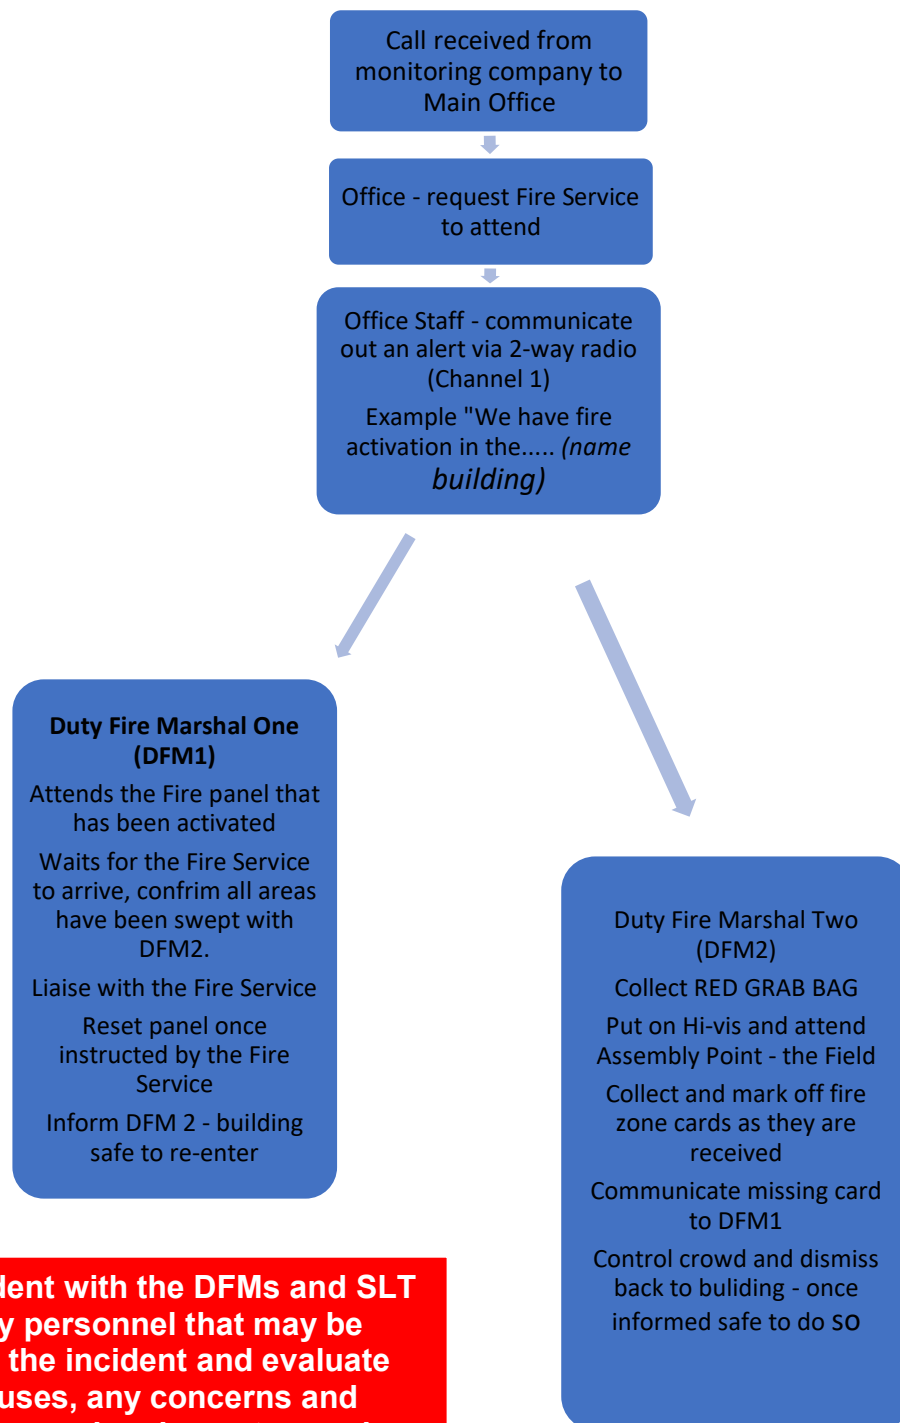 Call received from
monitoring company to
Main Office
Office - request Fire Service
to attend
Office Staff - communicate
out an alert via 2-way radio
(Channel 1)
Example "We have fire
activation in the..... (name
building)
Duty Fire Marshal One
(DFM1)
Attends the Fire panel that
has been activated
Waits for the Fire Service
to arrive, confrim all areas
have been swept with
DFM2.
Liaise with the Fire Service
Reset panel once
instructed by the Fire
Service
Inform DFM 2 - building
safe to re-enter
Duty Fire Marshal Two
(DFM2)
Collect RED GRAB BAG
Put on Hi-vis and attend
Assembly Point - the Field
Collect and mark off fire
zone cards as they are
received
Communicate missing card
to DFM1
Control crowd and dismiss
back to buliding - once
informed safe to do so
with the DFMs and SLT
personnel that may be
the incident and evaluate
any concerns and